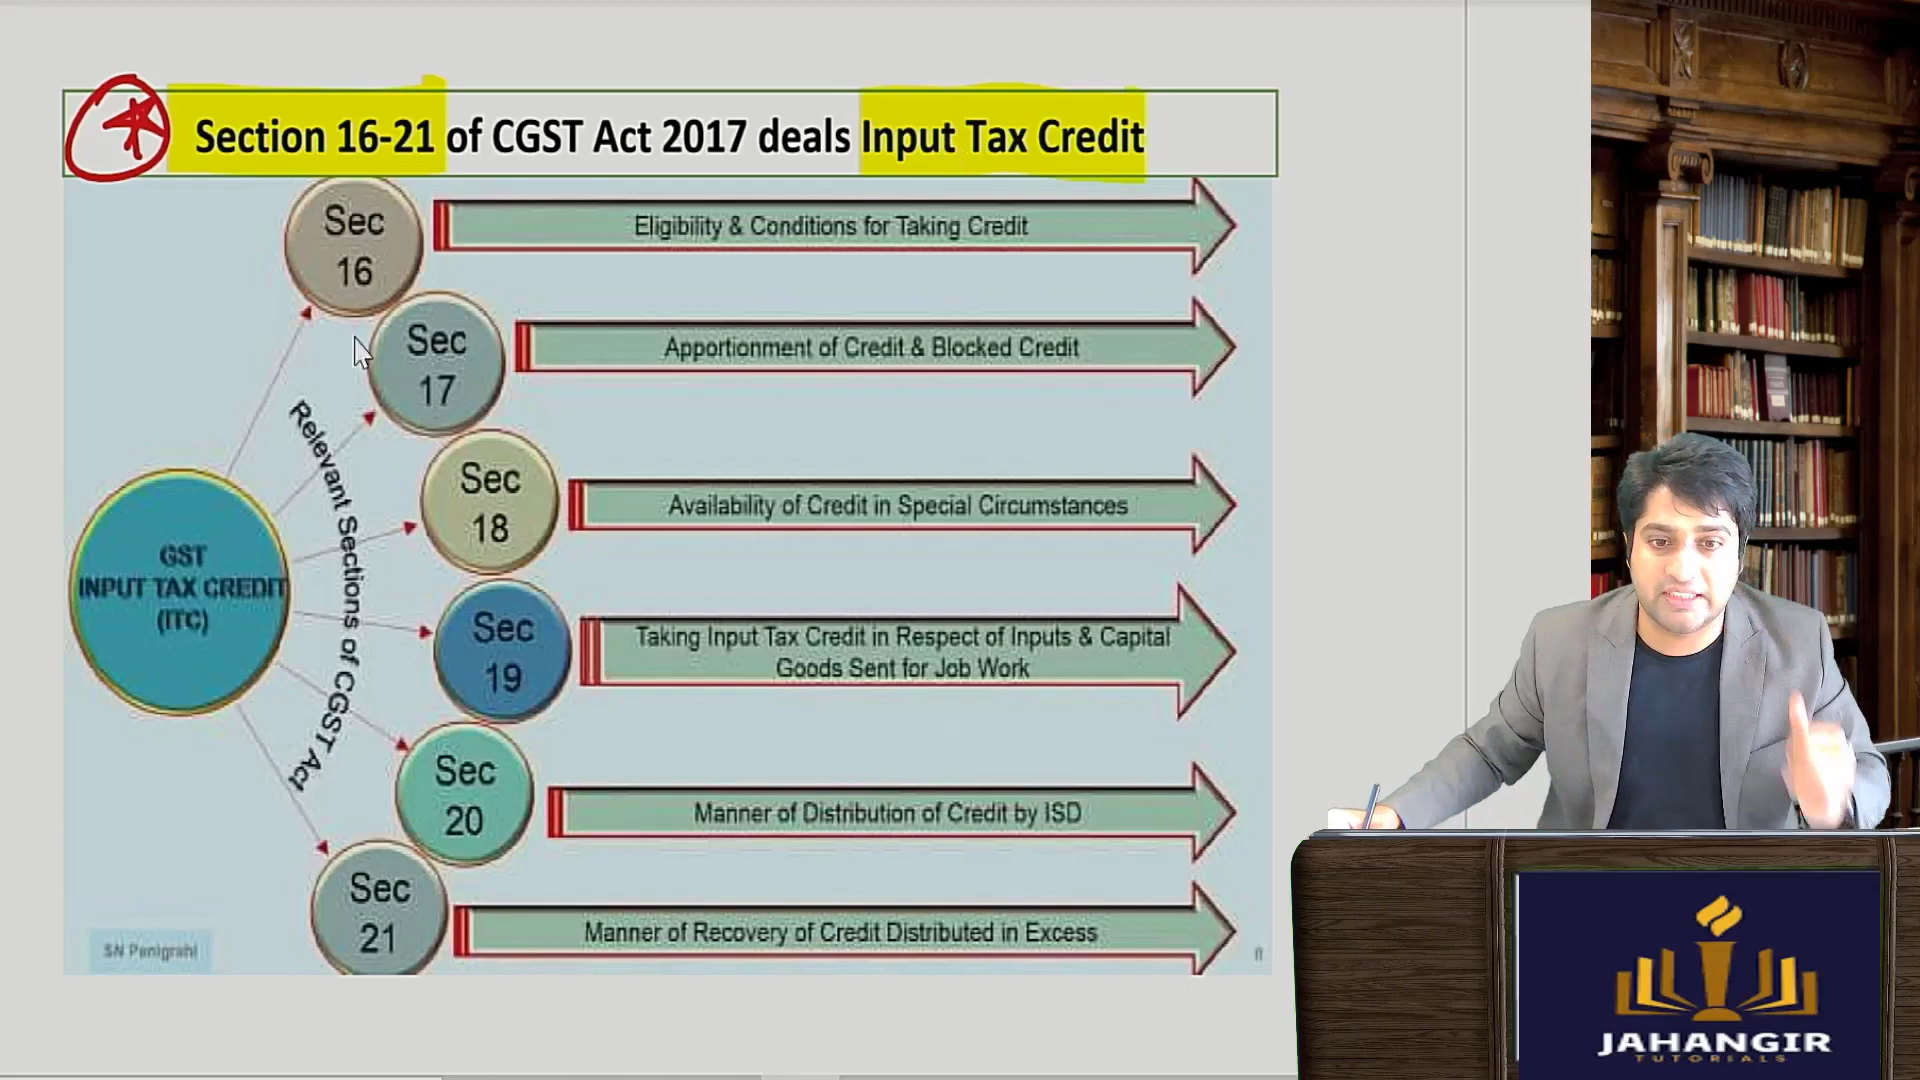 Section 16-21 of CGST Act 2017 deals Input Tax Credit
Sec
16
Eligibility & Conditions for Taking Credit
Sec
17
Apportionment of Credit & Blocked Credit
Sec
18
Availability of Credit in Special Circumstances
Sec
19
Taking Input Tax Credit in Respect of Inputs & Capital
Goods Sent for Job Work
Sec
20
Manner of Distribution of Credit by ISD
Sec
21
Manner of Recovery of Credit Distributed in Excess
Relevant Sections of CGST Act
GST
INPUT TAX CREDIT
(ITC)
SN Panigrahi
JAHANGIR
TUTORIALS